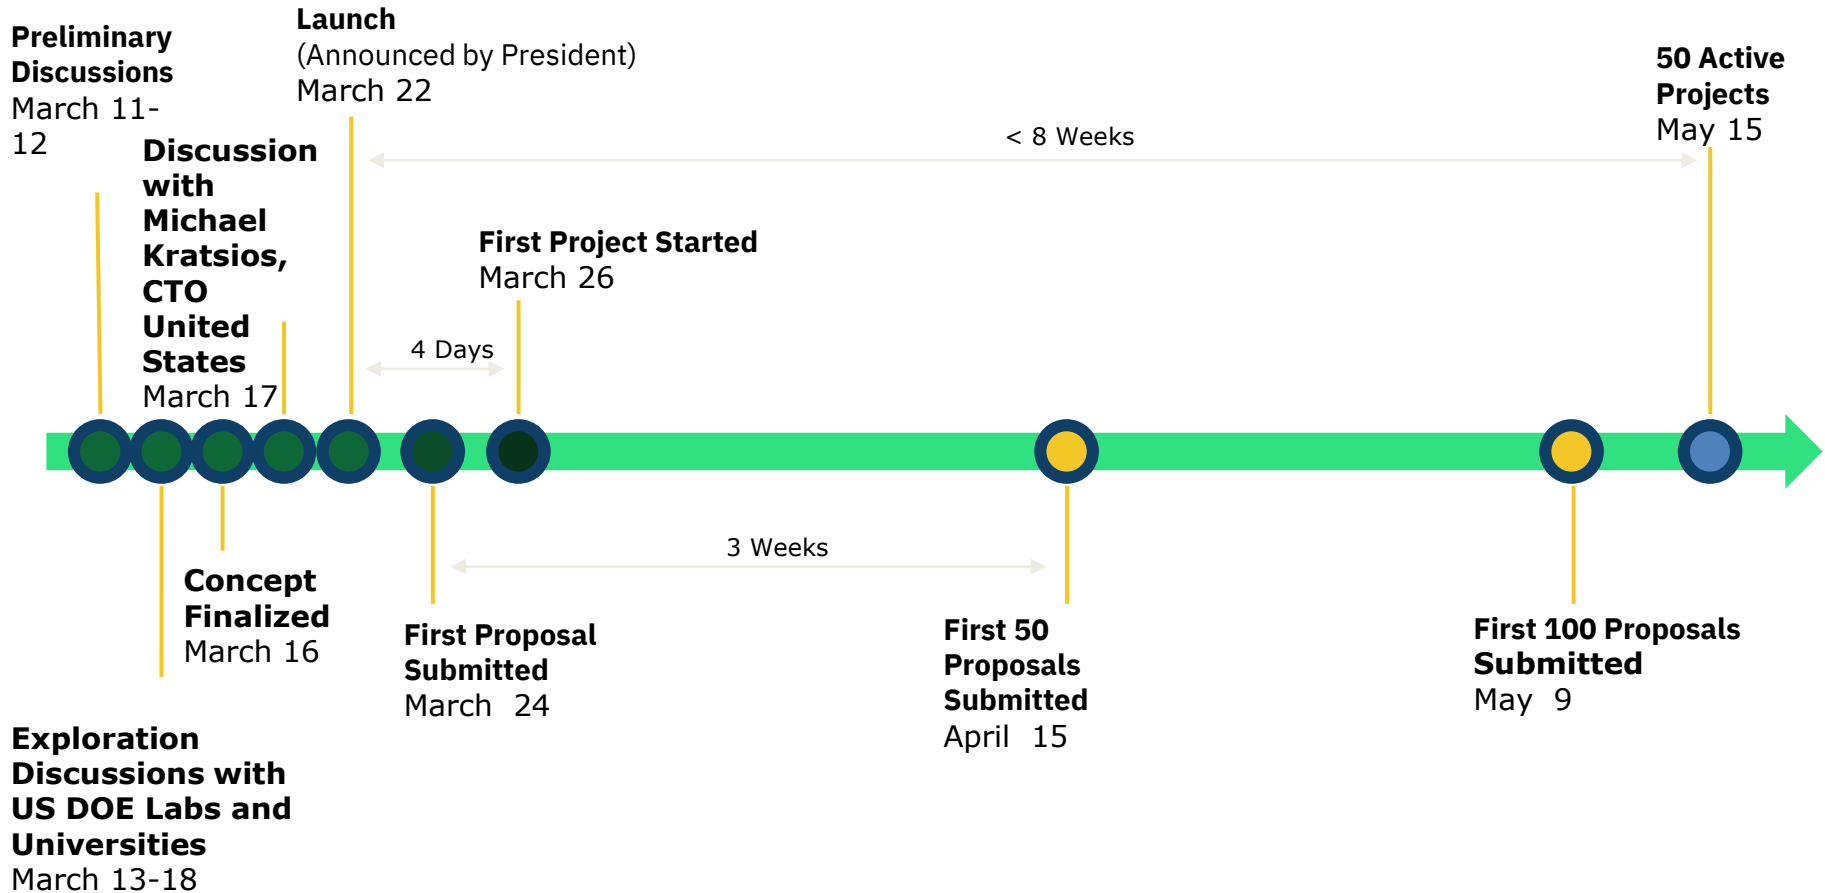 Preliminary
Discussions
March 11-
12
Launch
(Announced by President)
March 22
50 Active
Projects
May 15
< 8 Weeks
Discussion
with
Michael
Kratsios,
CTO
United
States
March 17
First Project Started
March 26
4 Days
3 Weeks
Concept
Finalized
March 16
First Proposal
Submitted
March  24
First 50
Proposals
Submitted
April  15
First 100 Proposals
Submitted
May  9
Exploration
Discussions with
US DOE Labs and
Universities
March 13-18